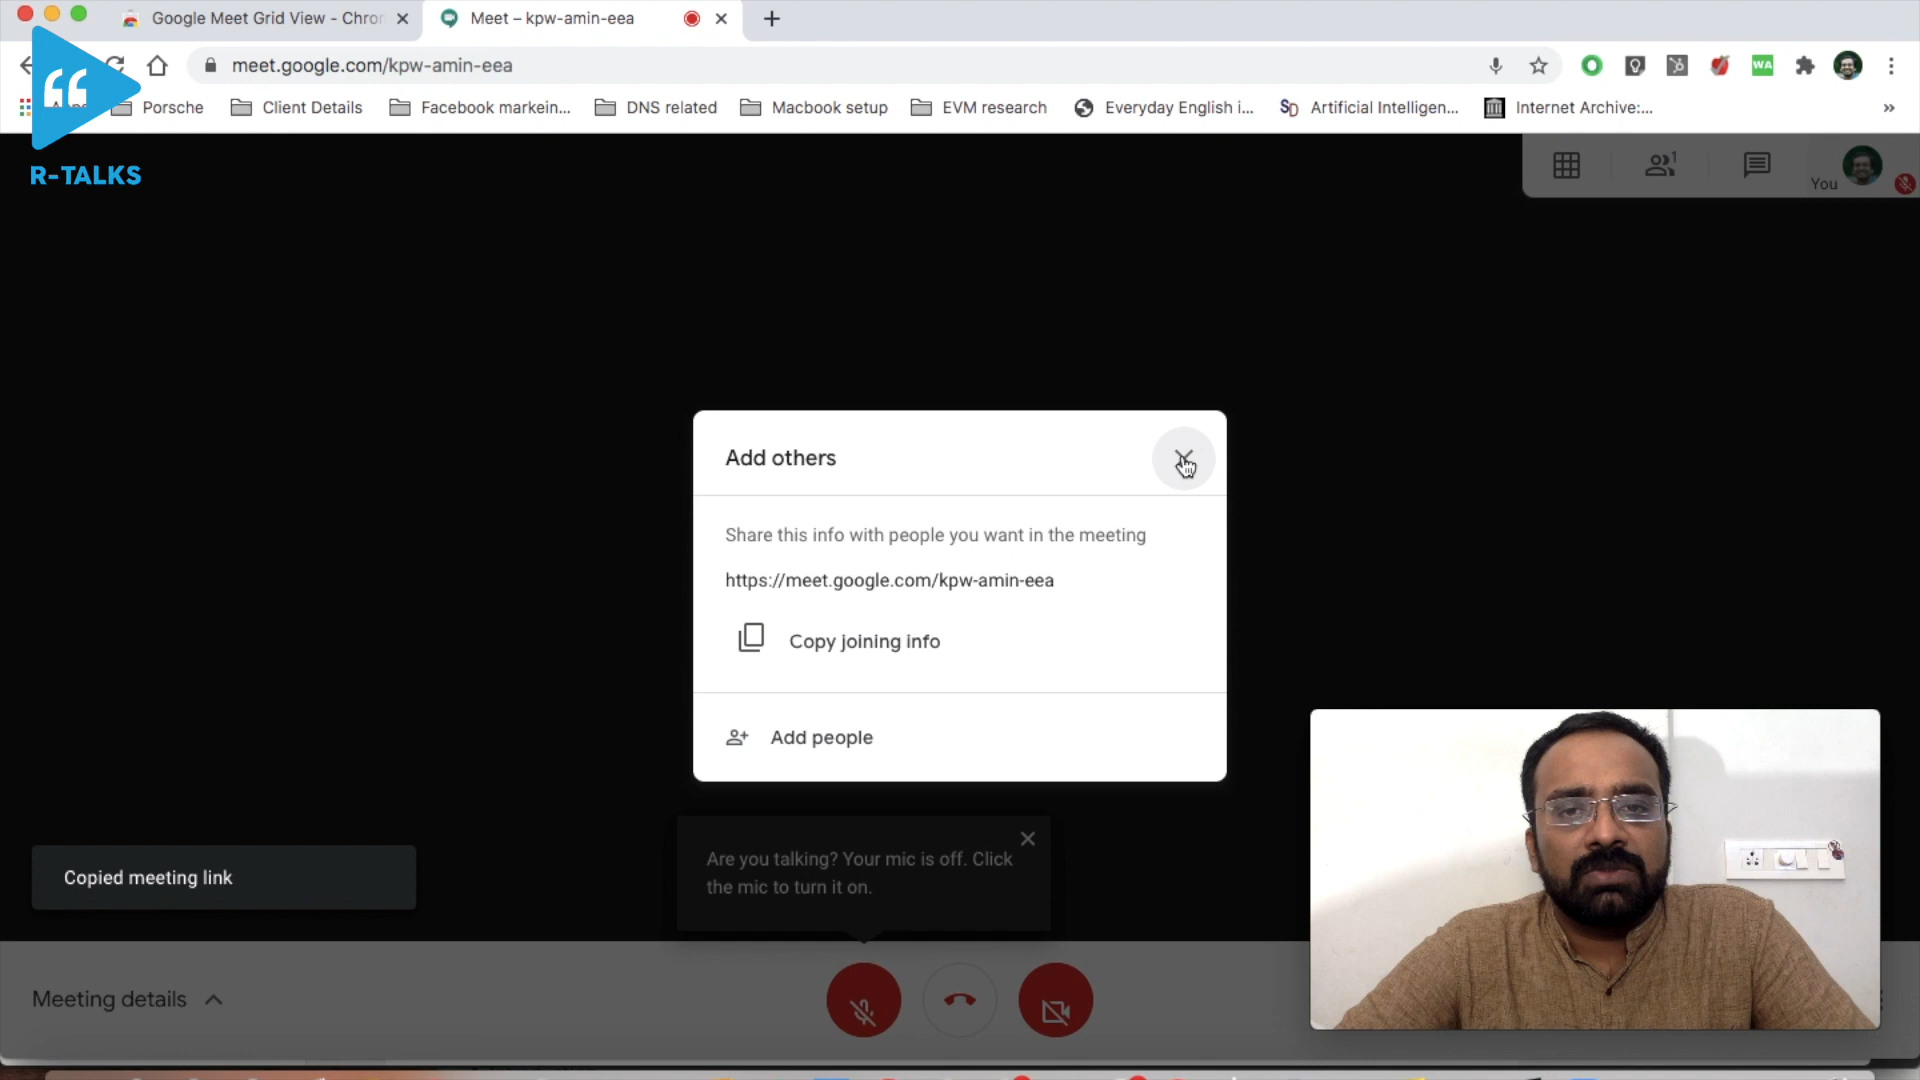 Google Meet Grid View - Chro
Meet – kpw-amin-eea
meet.google.com/kpw-amin-eea
WA
Apps
Porsche
Client Details
Facebook markein...
DNS related
Macbook setup
EVM research
Everyday English i...
SD
Artificial Intelligen...
Internet Archive:...
»
R-TALKS
1
You
Add others
Share this info with people you want in the meeting
https://meet.google.com/kpw-amin-eea
Copy joining info
Add people
Are you talking? Your mic is off. Click
the mic to turn it on.
Copied meeting link
Meeting details